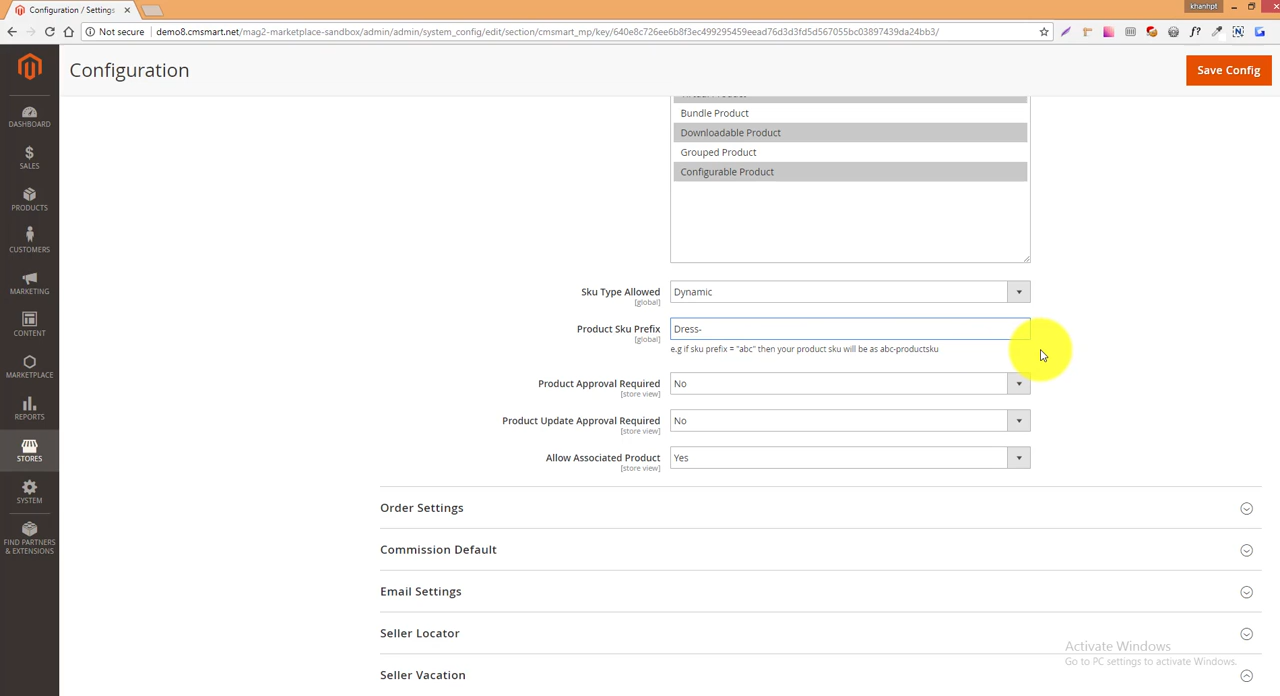 Configuration / Settings
khanhpt
Not secure
demo8.cmsmart.net/mag2-marketplace-sandbox/admin/admin/system_config/edit/section/cmsmart_mp/key/640e8c726ee6b8f3ec499295459eead76d3d3fd5d567055bc03897439da24bb3/
f?
N
Configuration
Save Config
DASHBOARD
$
SALES
PRODUCTS
CUSTOMERS
MARKETING
CONTENT
MARKETPLACE
REPORTS
STORES
SYSTEM
FIND PARTNERS
& EXTENSIONS
Bundle Product
Downloadable Product
Grouped Product
Configurable Product
Sku Type Allowed
[global]
Dynamic
Product Sku Prefix
[global]
Dress-
e.g if sku prefix = "abc" then your product sku will be as abc-productsku
Product Approval Required
[store view]
No
Product Update Approval Required
[store view]
No
Allow Associated Product
[store view]
Yes
Order Settings
Commission Default
Email Settings
Seller Locator
Seller Vacation
Activate Windows
Go to PC settings to activate Windows.